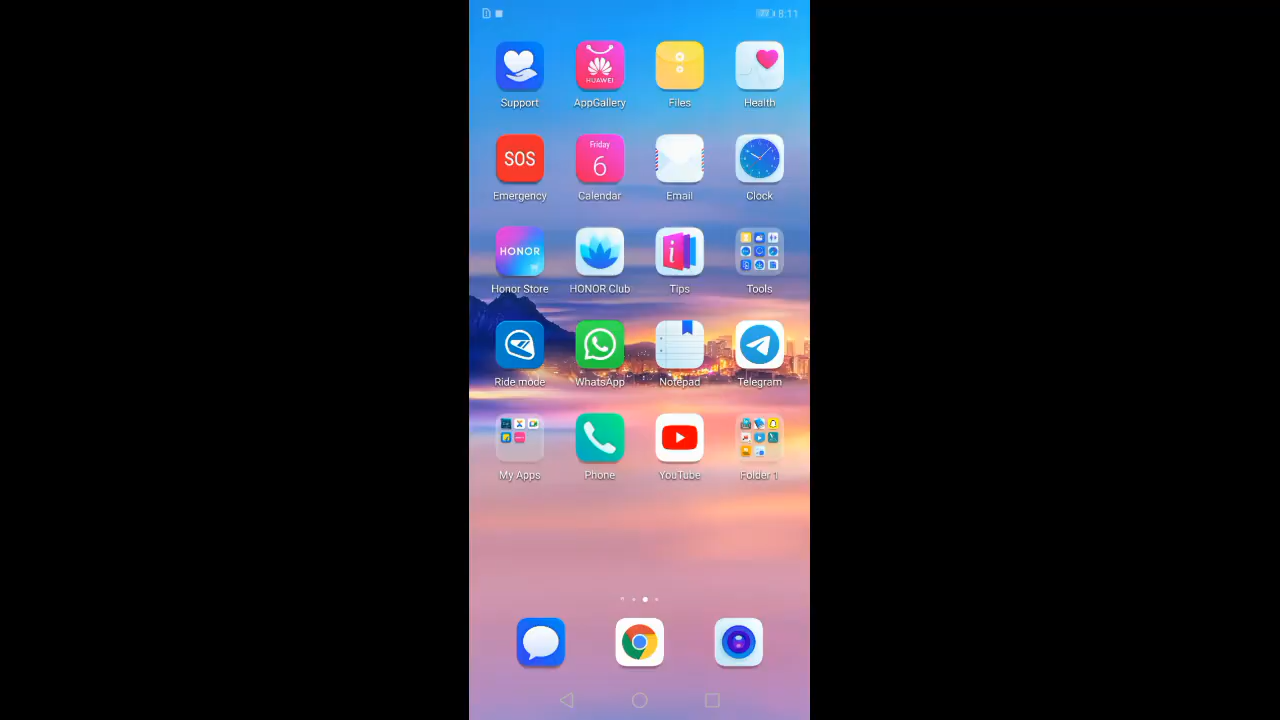 8:11
HUAWEI
Support
AppGallery
Files
Health
SOS
Friday
6
Emergency
Calendar
Email
Clock
HONOR
Honor Store
HONOR Club
i
Tips
Tools
Ride mode
WhatsApp
Notepad
Telegram
My Apps
Phone
YouTube
Folder 1